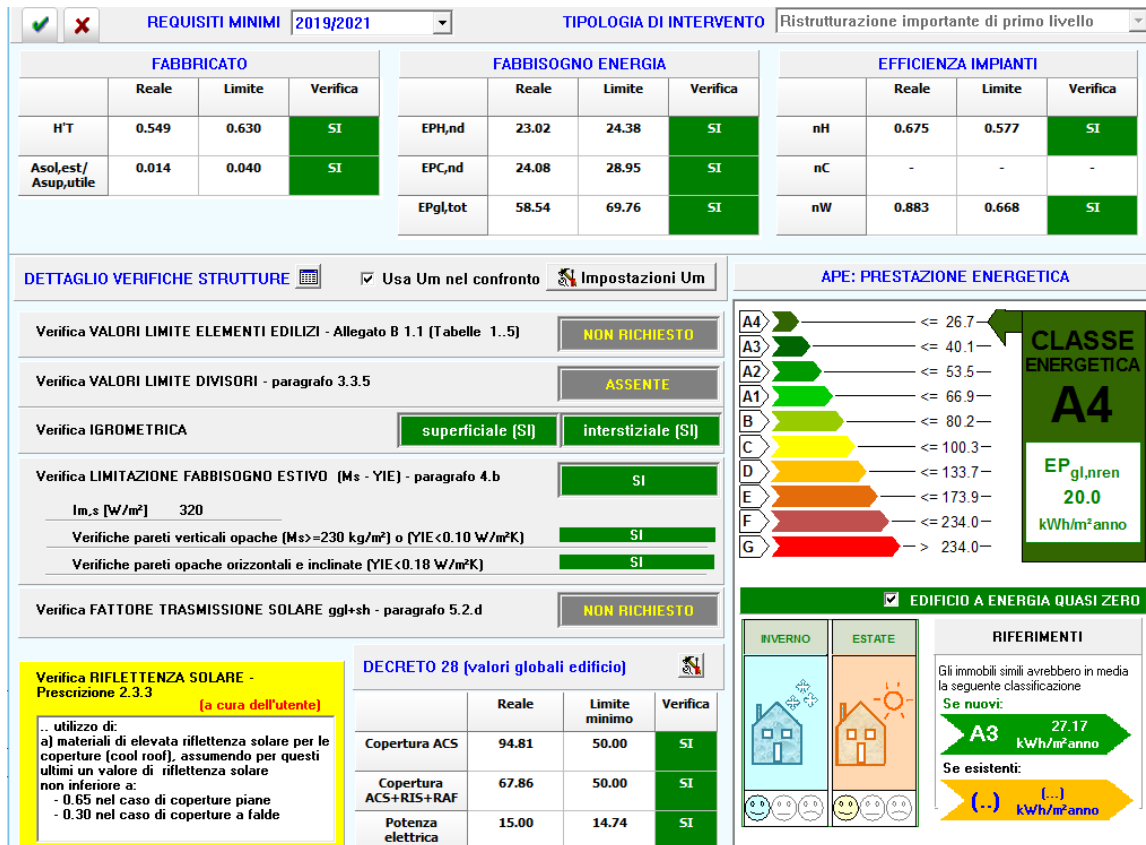 REQUISITI MINIMI 2019/2021 TIPOLOGIA DI INTERVENTO Ristrutturazione importante di primo livello
FABBRICATO
Reale Limite Verifica
H'T 0.549 0.630 SI
Asol,est/ Asup,utile 0.014 0.040 SI
FABBISOGNO ENERGIA
Reale Limite Verifica
EPH,nd 23.02 24.38 SI
EPC,nd 24.08 28.95 SI
EPgl,tot 58.54 69.76 SI
EFFICIENZA IMPIANTI
Reale Limite Verifica
nH 0.675 0.577 SI
nC - - -
nW 0.883 0.668 SI
DETTAGLIO VERIFICHE STRUTTURE Usa Um nel confronto Impostazioni Um
Verifica VALORI LIMITE ELEMENTI EDILIZI - Allegato B 1.1 (Tabelle 1..5) NON RICHIESTO
Verifica VALORI LIMITE DIVISORI - paragrafo 3.3.5 ASSENTE
Verifica IGROMETRICA superficiale (SI) interstiziale (SI)
Verifica LIMITAZIONE FABBISOGNO ESTIVO (Ms - YIE) - paragrafo 4.b SI
Im,s [W/m²] 320
Verifiche pareti verticali opache (Ms>=230 kg/m²) o (YIE<0.10 W/m²K) SI
Verifiche pareti opache orizzontali e inclinate (YIE<0.18 W/m²K) SI
Verifica FATTORE TRASMISSIONE SOLARE ggl+sh - paragrafo 5.2.d NON RICHIESTO
Verifica RIFLETTENZA SOLARE -
Prescrizione 2.3.3
(a cura dell'utente)
.. utilizzo di:
a) materiali di elevata riflettenza solare per le
coperture (cool roof), assumendo per questi
ultimi un valore di riflettenza solare
non inferiore a:
- 0.65 nel caso di coperture piane
- 0.30 nel caso di coperture a falde
DECRETO 28 (valori globali edificio)
Reale Limite minimo Verifica
Copertura ACS 94.81 50.00 SI
Copertura ACS+RIS+RAF 67.86 50.00 SI
Potenza elettrica 15.00 14.74 SI
APE: PRESTAZIONE ENERGETICA
A4 <= 26.7
A3 <= 40.1
A2 <= 53.5
A1 <= 66.9
B <= 80.2
C <= 100.3
D <= 133.7
E <= 173.9
F <= 234.0
G > 234.0
CLASSE
ENERGETICA
A4
EPgl,nren
20.0
kWh/m²anno
EDIFICIO A ENERGIA QUASI ZERO
INVERNO ESTATE
RIFERIMENTI
Gli immobili simili avrebbero in media
la seguente classificazione
Se nuovi:
A3 27.17
kWh/m²anno
Se esistenti:
(..) (...)
kWh/m²anno